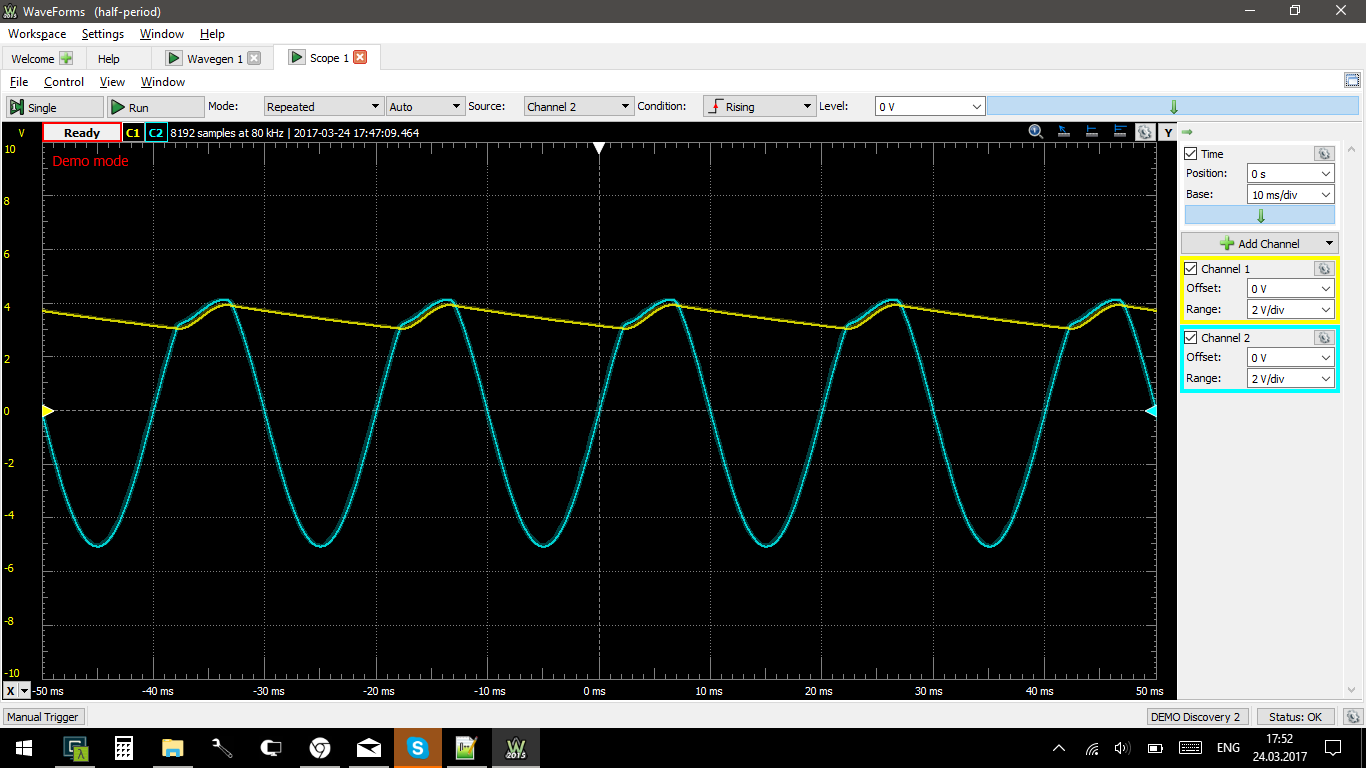 WaveForms (half-period)
Workspace Settings Window Help
Welcome Help Wavegen 1 Scope 1
File Control View Window
Single Run Mode: Repeated Auto Source: Channel 2 Condition: Rising Level: 0 V
V Ready C1 C2 8192 samples at 80 kHz | 2017-03-24 17:47:09.464 Y
Demo mode
10
8
6
4
2
0
-2
-4
-6
-8
-10
X -50 ms -40 ms -30 ms -20 ms -10 ms 0 ms 10 ms 20 ms 30 ms 40 ms 50 ms
Time
Position: 0 s
Base: 10 ms/div
Add Channel
Channel 1
Offset: 0 V
Range: 2 V/div
Channel 2
Offset: 0 V
Range: 2 V/div
Manual Trigger DEMO Discovery 2 Status: OK
W 2015 ENG 17:52
24.03.2017